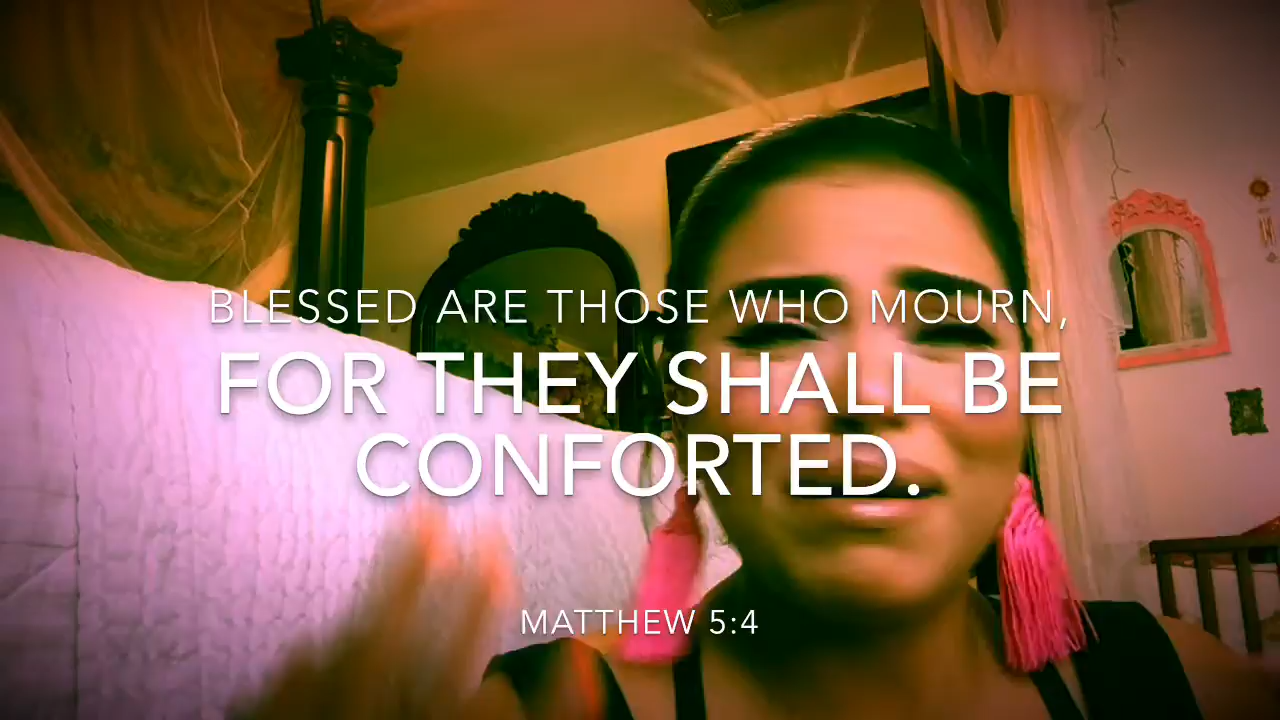 BLESSED ARE THOSE WHO MOURN,
FOR THEY SHALL BE
CONFORTED.
MATTHEW 5:4